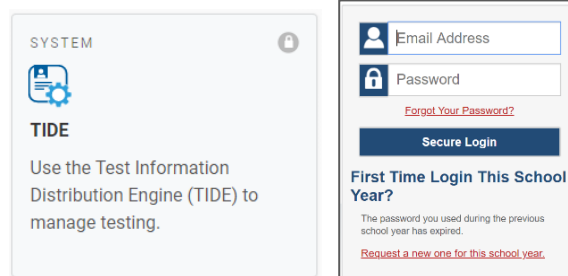 SYSTEM
TIDE
Use the Test Information
Distribution Engine (TIDE) to
manage testing.
Email Address
Password
Forgot Your Password?
Secure Login
First Time Login This School
Year?
The password you used during the previous
school year has expired.
Request a new one for this school year.